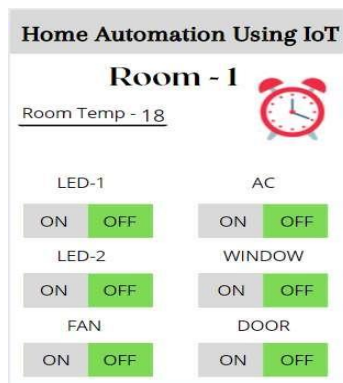 Home Automation Using IoT
Room - 1
Room Temp - 18
LED-1 AC
ON OFF ON OFF
LED-2 WINDOW
ON OFF ON OFF
FAN DOOR
ON OFF ON OFF